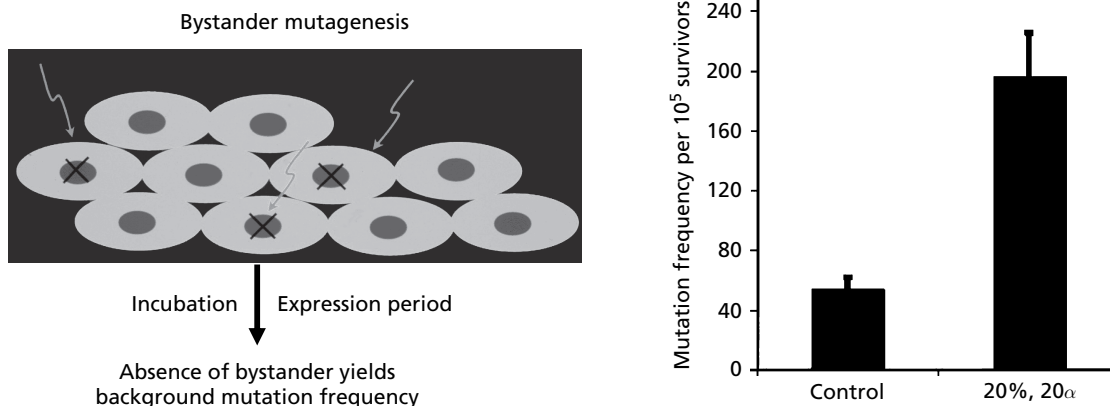 Bystander mutagenesis
Incubation
Expression period
Absence of bystander yields
background mutation frequency
Mutation frequency per 10⁵ survivors
240
200
160
120
80
40
0
Control
20%, 20α